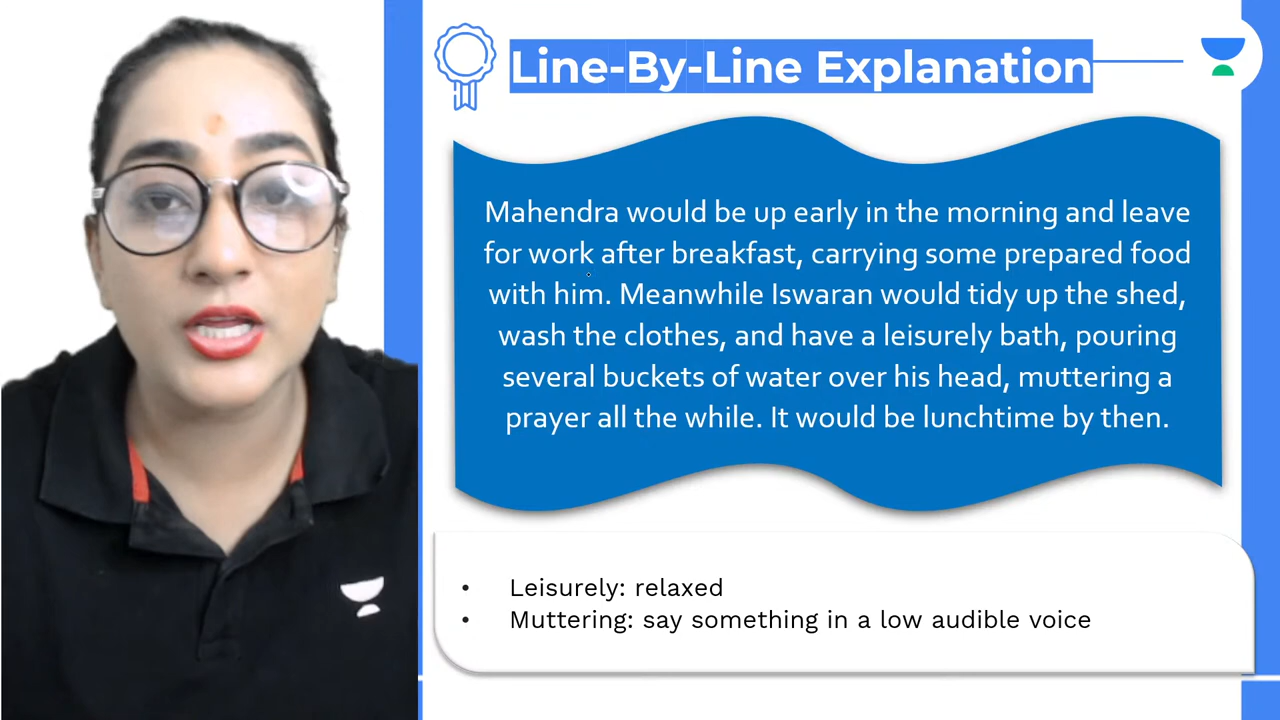 Line-By-Line Explanation
Mahendra would be up early in the morning and leave
for work after breakfast, carrying some prepared food
with him. Meanwhile Iswaran would tidy up the shed,
wash the clothes, and have a leisurely bath, pouring
several buckets of water over his head, muttering a
prayer all the while. It would be lunchtime by then.
• Leisurely: relaxed
• Muttering: say something in a low audible voice